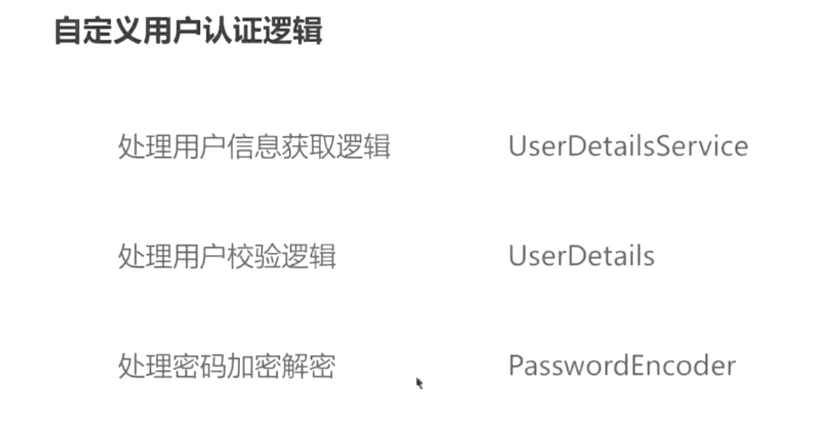 自定义用户认证逻辑
处理用户信息获取逻辑 UserDetailsService
处理用户校验逻辑 UserDetails
处理密码加密解密 PasswordEncoder